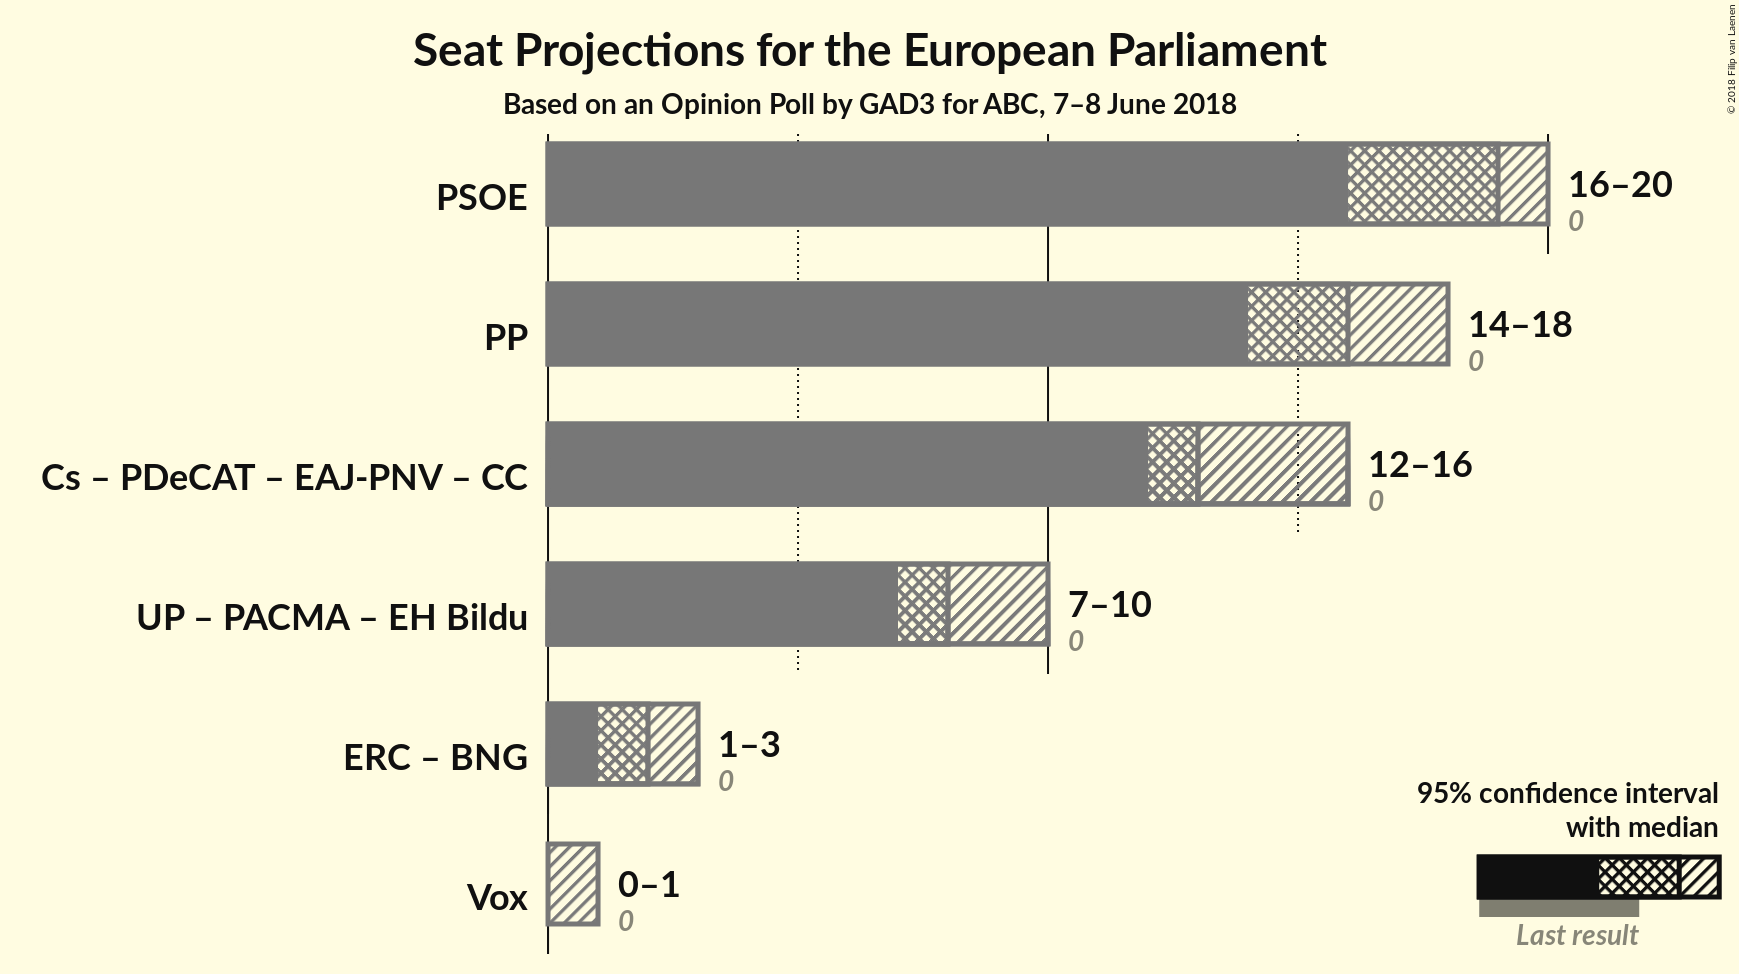 Seat Projections for the European Parliament
Based on an Opinion Poll by GAD3 for ABC, 7–8 June 2018
© 2018 Filip van Laenen
PSOE
16–20
0
PP
14–18
0
Cs – PDeCAT – EAJ-PNV – CC
12–16
0
UP – PACMA – EH Bildu
7–10
0
ERC – BNG
1–3
0
Vox
0–1
0
95% confidence interval
with median
Last result